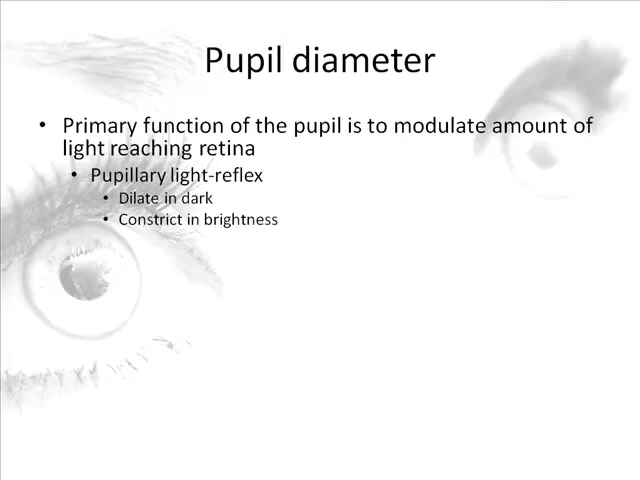 Pupil diameter
• Primary function of the pupil is to modulate amount of
light reaching retina
• Pupillary light-reflex
• Dilate in dark
• Constrict in brightness